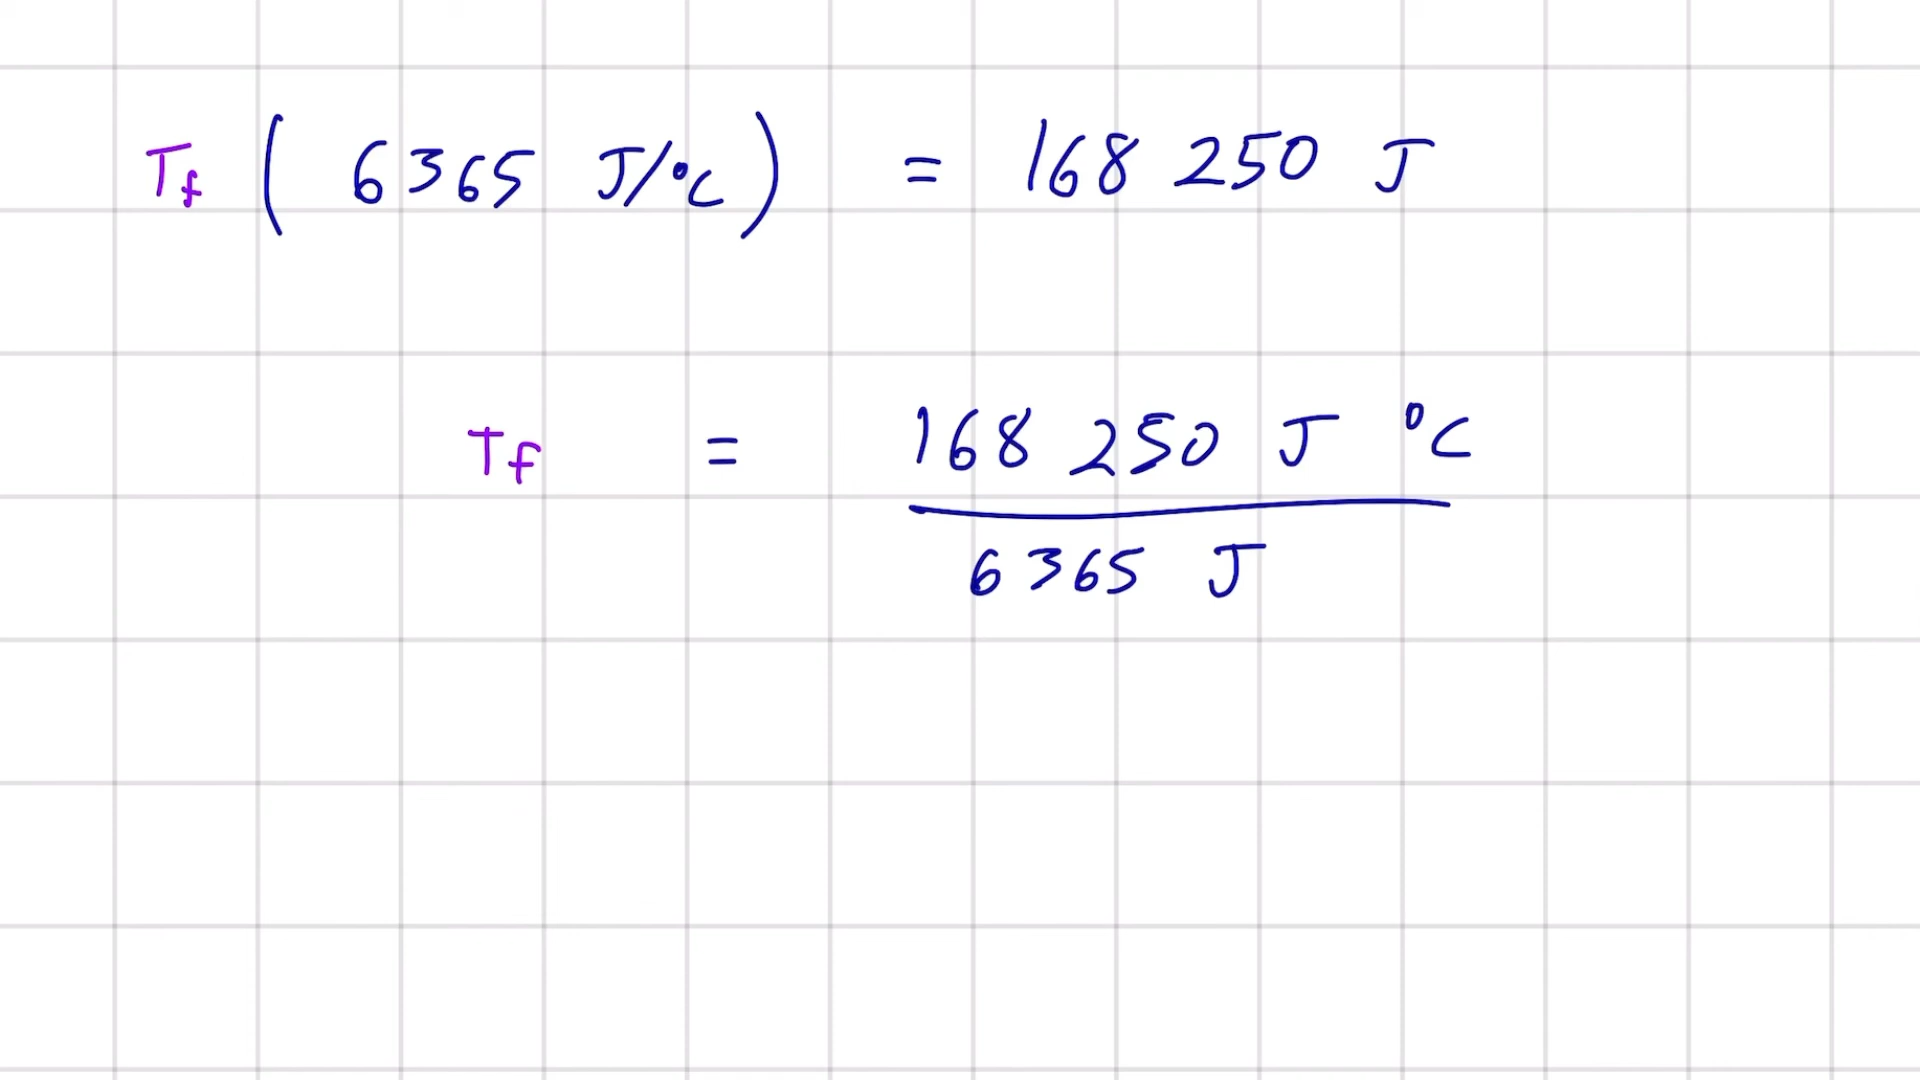 Tf ( 6365 J/°C ) = 168 250 J
Tf = 168 250 J °C
6365 J